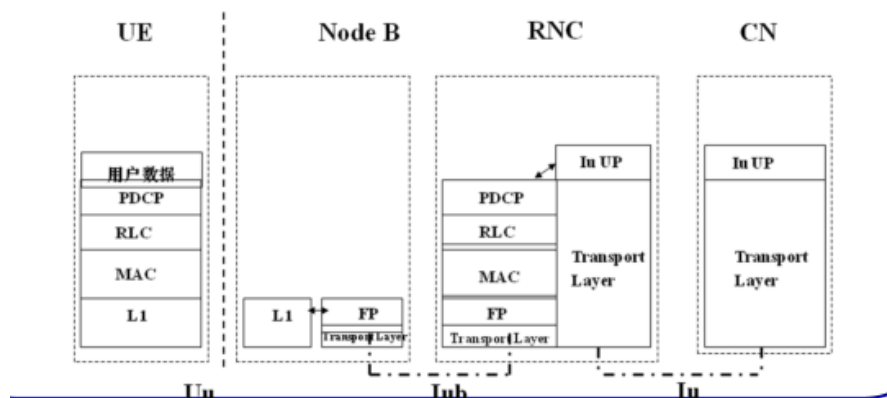 UE
Node B
RNC
CN
用户数据
PDCP
RLC
MAC
L1
L1
FP
Transport Layer
Iu UP
PDCP
RLC
MAC
FP
Transport Layer
Transport
Layer
Iu UP
Transport
Layer
Uu
Iub
Iu